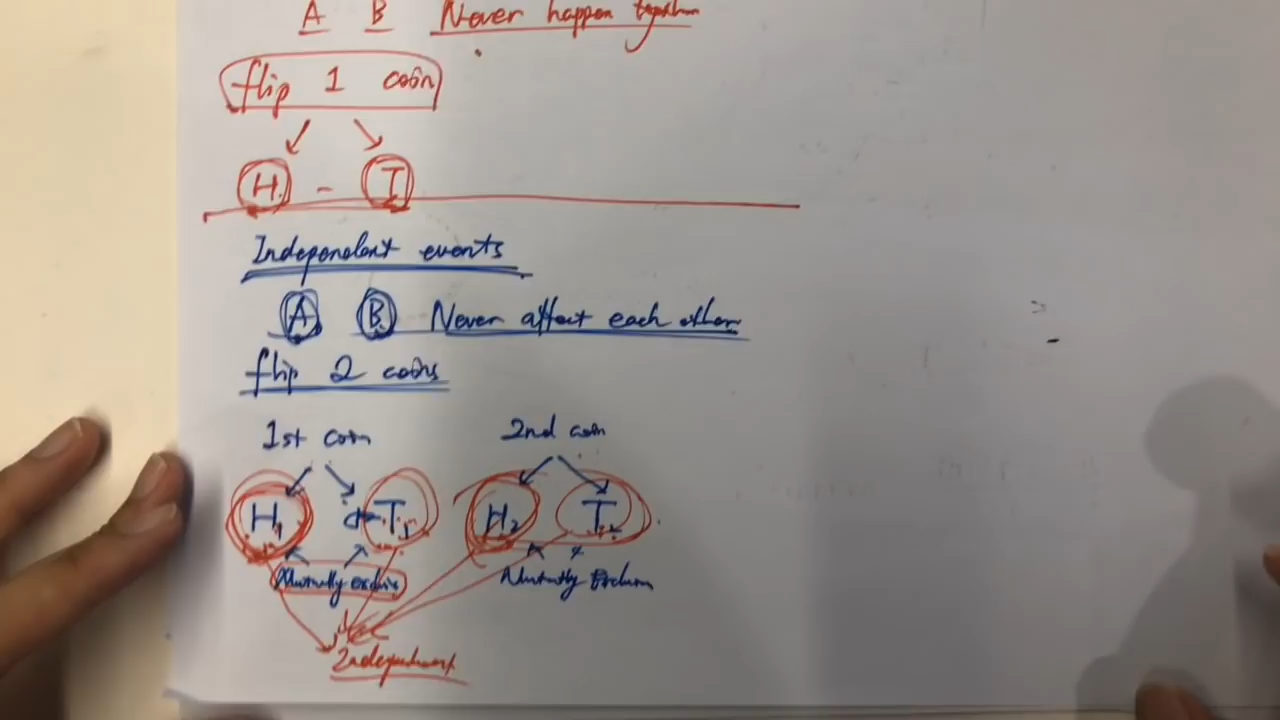 A B Never happen together
flip 1 coin
H - T
Independent events
A B Never affect each other
flip 2 coins
1st coin 2nd coin
H1 T1 H2 T2
Mutually exclusive Mutually
Independent